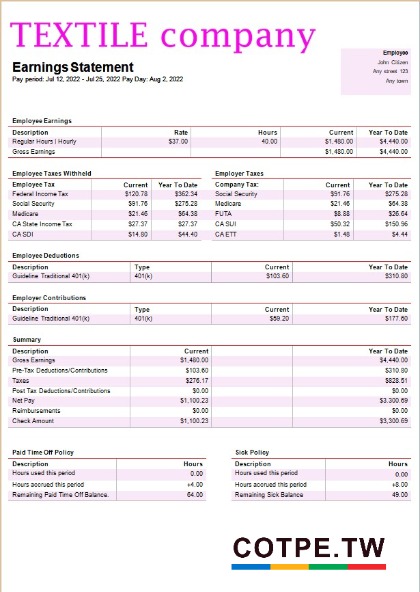 TEXTILE company
Earnings Statement
Pay period: Jul 12, 2022 - Jul 25, 2022 Pay Day: Aug 2, 2022
Employee
John Citizen
Any street 123
Any town
Employee Earnings
Description Rate Hours Current Year To Date
Regular Hours | Hourly $37.00 40.00 $1,480.00 $4,440.00
Gross Earnings $1,480.00 $4,440.00
Employee Taxes Withheld
Employee Tax Current Year To Date
Federal Income Tax $120.78 $362.34
Social Security $91.76 $275.28
Medicare $21.46 $64.38
CA State Income Tax $27.37 $27.37
CA SDI $14.80 $44.40
Employer Taxes
Company Tax: Current Year To Date
Social Security $91.76 $275.28
Medicare $21.46 $64.38
FUTA $8.88 $26.64
CA SUI $50.32 $150.96
CA ETT $1.48 $4.44
Employee Deductions
Description Type Current Year To Date
Guideline Traditional 401(k) 401(k) $103.60 $310.80
Employer Contributions
Description Type Current Year To Date
Guideline Traditional 401(k) 401(k) $59.20 $177.60
Summary
Description Current Year To Date
Gross Earnings $1,480.00 $4,440.00
Pre-Tax Deductions/Contributions $103.60 $310.80
Taxes $276.17 $828.51
Post Tax Deductions/Contributions $0.00 $0.00
Net Pay $1,100.23 $3,300.69
Reimbursements $0.00 $0.00
Check Amount $1,100.23 $3,300.69
Paid Time Off Policy
Description Hours
Hours used this period 0.00
Hours accrued this period +4.00
Remaining Paid Time Off Balance. 64.00
Sick Policy
Description Hours
Hours used this period 0.00
Hours accrued this period +8.00
Remaining Sick Balance 49.00
COTPE.TW